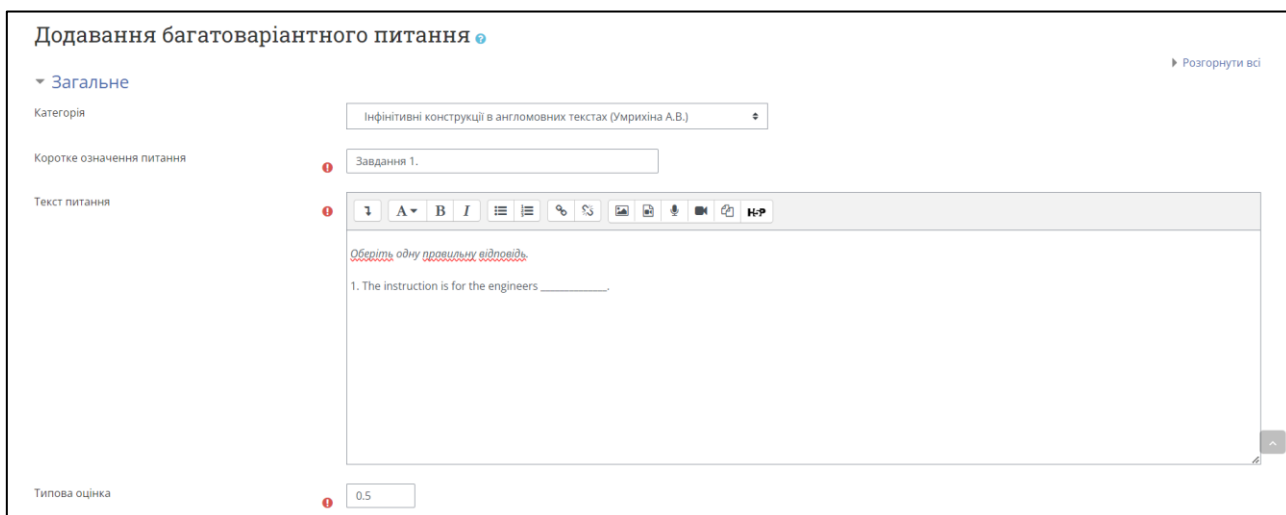 Додавання багатоваріантного питання ?
Розгорнути всі
Загальне
Категорія
Інфінітивні конструкції в англомовних текстах (Умрихіна А.В.)
Коротке означення питання
Завдання 1.
Текст питання
A B I H-P
Оберіть одну правильну відповідь.
1. The instruction is for the engineers ____________.
Типова оцінка
0.5